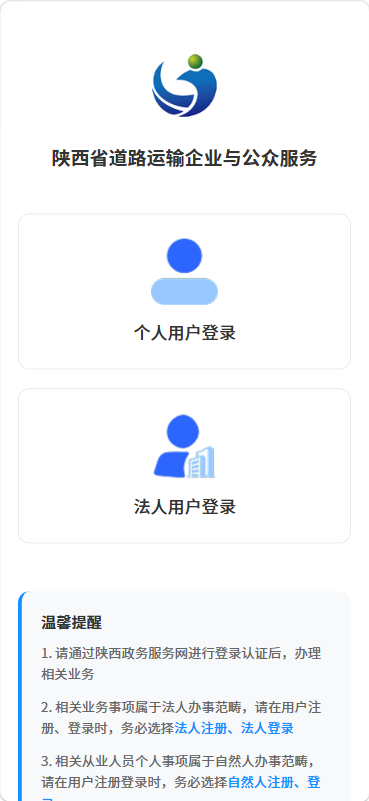 陕西省道路运输企业与公众服务
个人用户登录
法人用户登录
温馨提醒
1. 请通过陕西政务服务网进行登录认证后，办理
相关业务
2. 相关业务事项属于法人办事范畴，请在用户注
册、登录时，务必选择法人注册、法人登录
3. 相关从业人员个人事项属于自然人办事范畴，
请在用户注册登录时，务必选择自然人注册、登